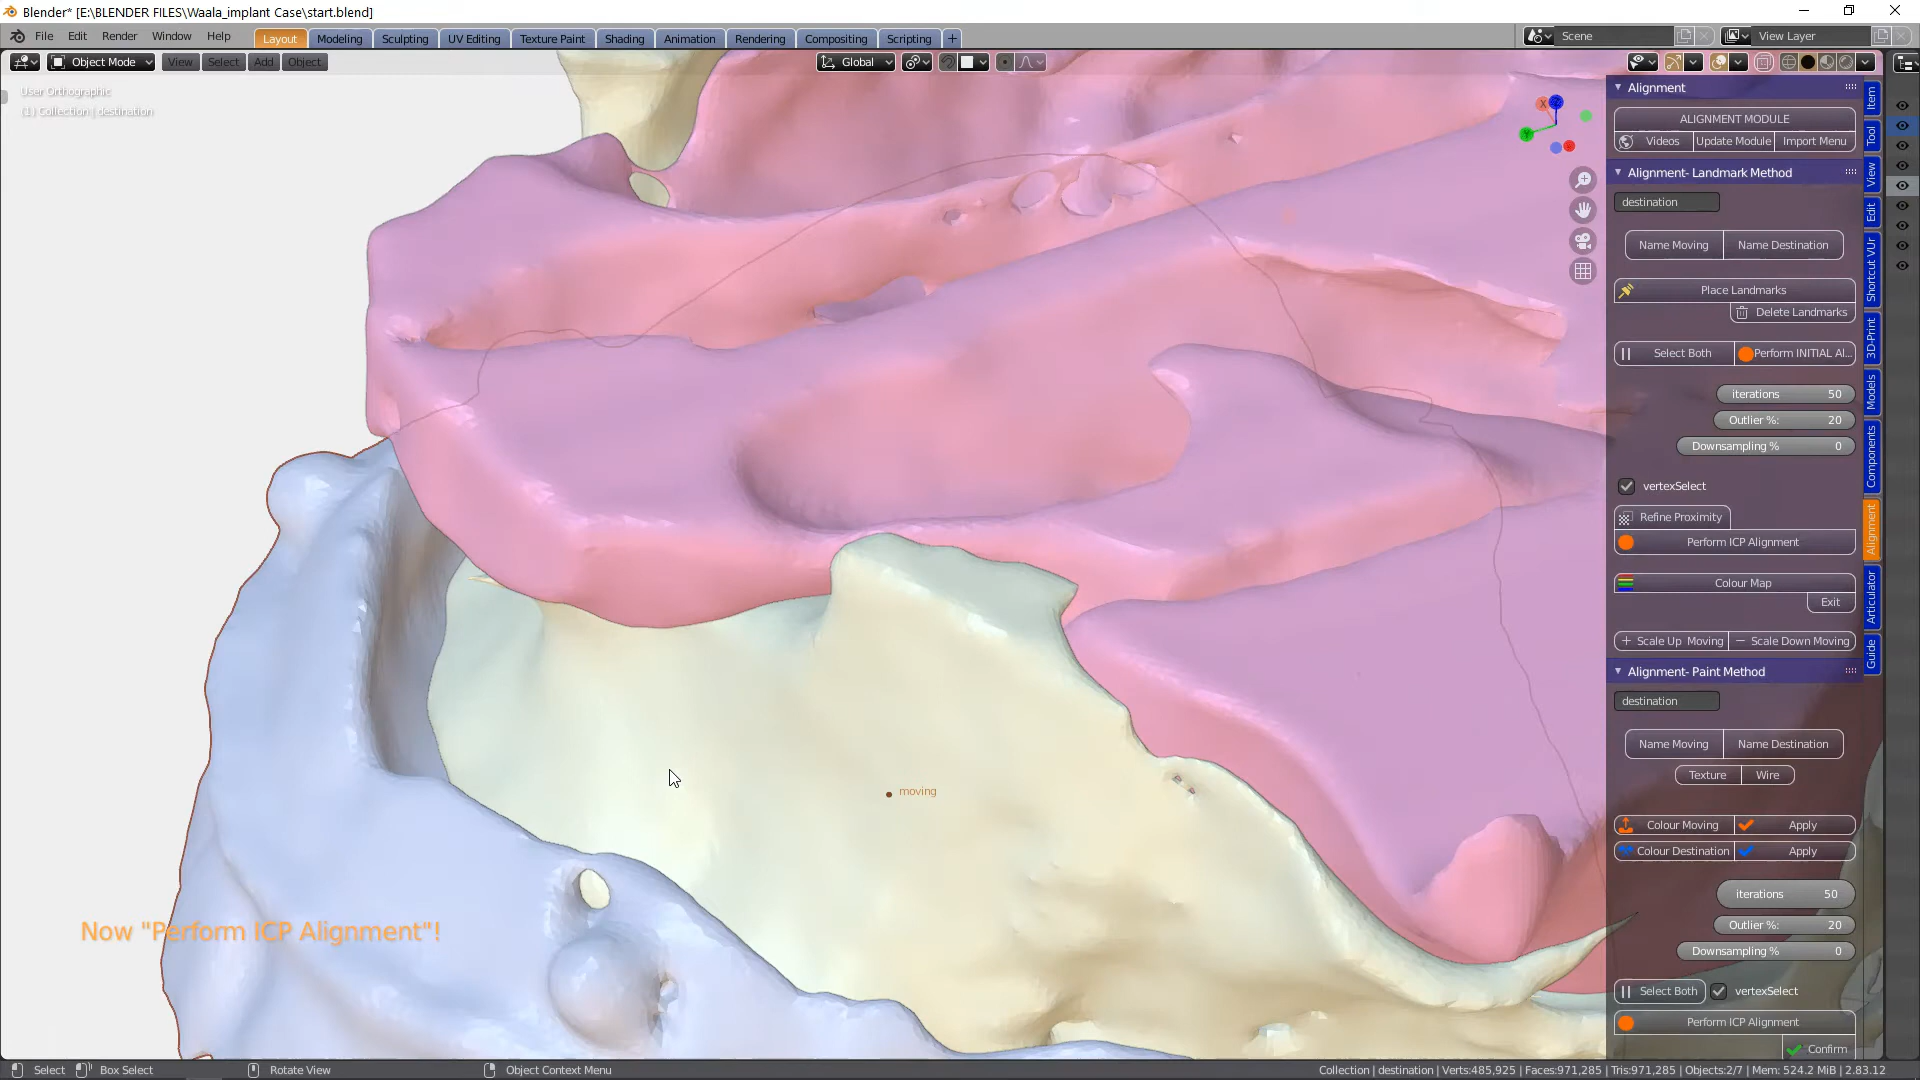 Blender* [E:\BLENDER FILES\Waala_implant Case\start.blend]
File Edit Render Window Help Layout Modeling Sculpting UV Editing Texture Paint Shading Animation Rendering Compositing Scripting + Scene View Layer
Object Mode View Select Add Object Global
User Orthographic
(1) Collection | destination
X
Z
Y
Alignment
ALIGNMENT MODULE
Videos Update Module Import Menu
Alignment- Landmark Method
destination
Name Moving Name Destination
Place Landmarks
Delete Landmarks
Select Both Perform INITIAL Al...
iterations 50
Outlier %: 20
Downsampling % 0
vertexSelect
Refine Proximity
Perform ICP Alignment
Colour Map
Exit
Scale Up Moving Scale Down Moving
Alignment- Paint Method
destination
Name Moving Name Destination
Texture Wire
Colour Moving Apply
Colour Destination Apply
iterations 50
Outlier %: 20
Downsampling % 0
Select Both vertexSelect
Perform ICP Alignment
Confirm
Item
Tool
View
Edit
Shortcut VUr
3D-Print
Models
Components
Alignment
Articulator
Guide
moving
Now "Perform ICP Alignment"!
Select Box Select Rotate View Object Context Menu Collection | destination | Verts:485,925 | Faces:971,285 | Tris:971,285 | Objects:2/7 | Mem: 524.2 MiB | 2.83.12